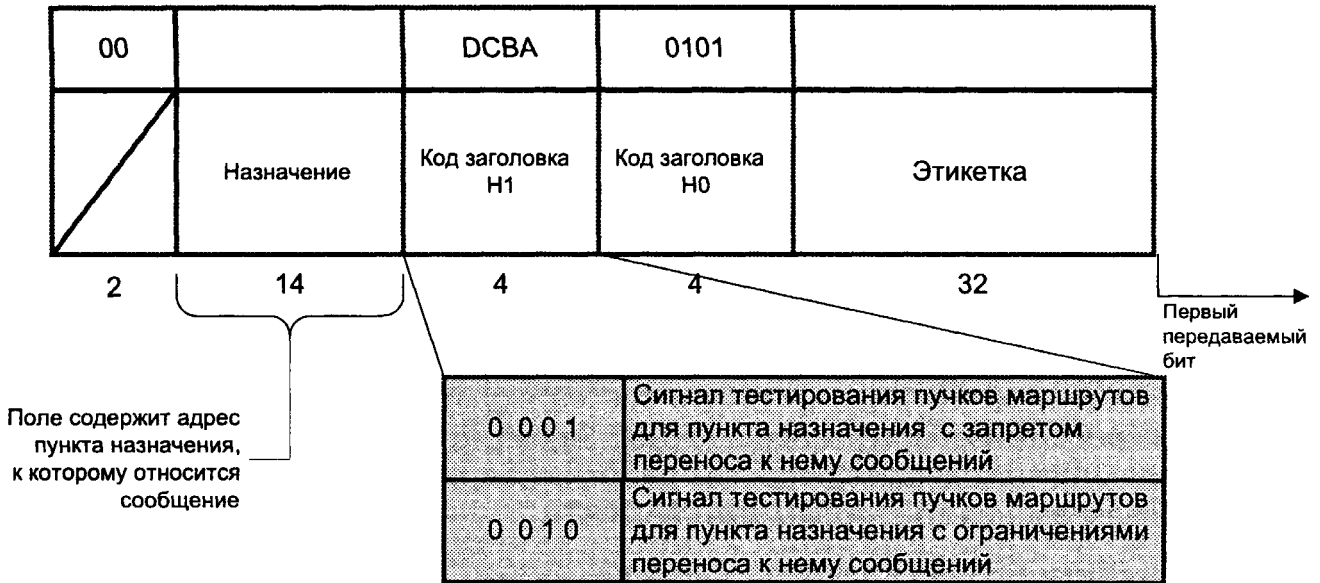 00 DCBA 0101
Назначение
Код заголовка
H1
Код заголовка
H0
Этикетка
2 14 4 4 32
Первый
передаваемый
бит
Поле содержит адрес
пункта назначения,
к которому относится
сообщение
0 0 0 1
Сигнал тестирования пучков маршрутов
для пункта назначения с запретом
переноса к нему сообщений
0 0 1 0
Сигнал тестирования пучков маршрутов
для пункта назначения с ограничениями
переноса к нему сообщений